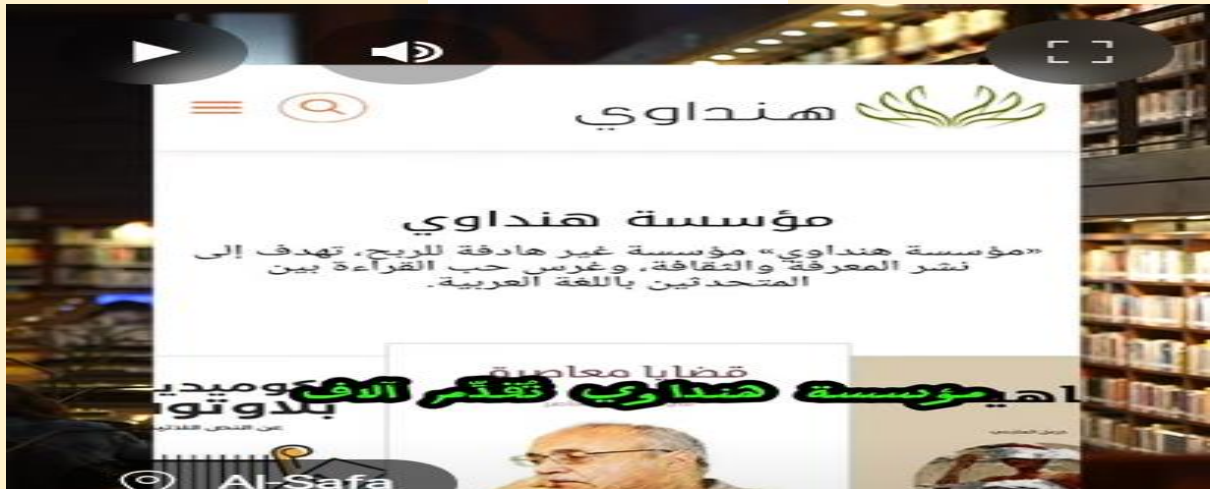 هنداوي
مؤسسة هنداوي
«مؤسسة هنداوي» مؤسسة غير هادفة للربح، تهدف إلى
نشر المعرفة والثقافة، وغرس حب القراءة بين
المتحدثين باللغة العربية.
قضايا معاصرة
مؤسسة هنداوي تُقدّم آلاف
Al-Safa